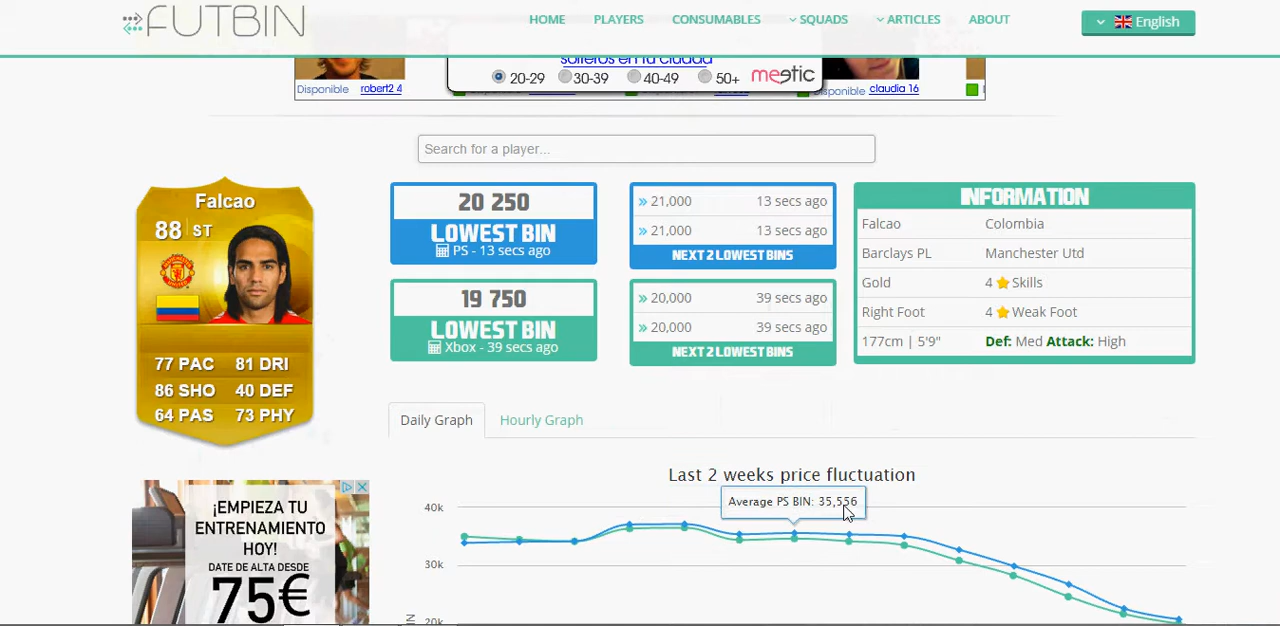 FUTBIN
HOME PLAYERS CONSUMABLES SQUADS ARTICLES ABOUT
English
solteros en tu ciudad
20-29 30-39 40-49 50+ meetic
Disponible robert2 4
Disponible claudia 16
Search for a player...
Falcao
88 ST
77 PAC 81 DRI
86 SHO 40 DEF
64 PAS 73 PHY
20 250
LOWEST BIN
PS - 13 secs ago
» 21,000 13 secs ago
» 21,000 13 secs ago
NEXT 2 LOWEST BINS
19 750
LOWEST BIN
Xbox - 39 secs ago
» 20,000 39 secs ago
» 20,000 39 secs ago
NEXT 2 LOWEST BINS
INFORMATION
Falcao Colombia
Barclays PL Manchester Utd
Gold 4 Skills
Right Foot 4 Weak Foot
177cm | 5'9" Def: Med Attack: High
Daily Graph Hourly Graph
Last 2 weeks price fluctuation
Average PS BIN: 35,556
40k
30k
20k
¡EMPIEZA TU
ENTRENAMIENTO
HOY!
DATE DE ALTA DESDE
75€